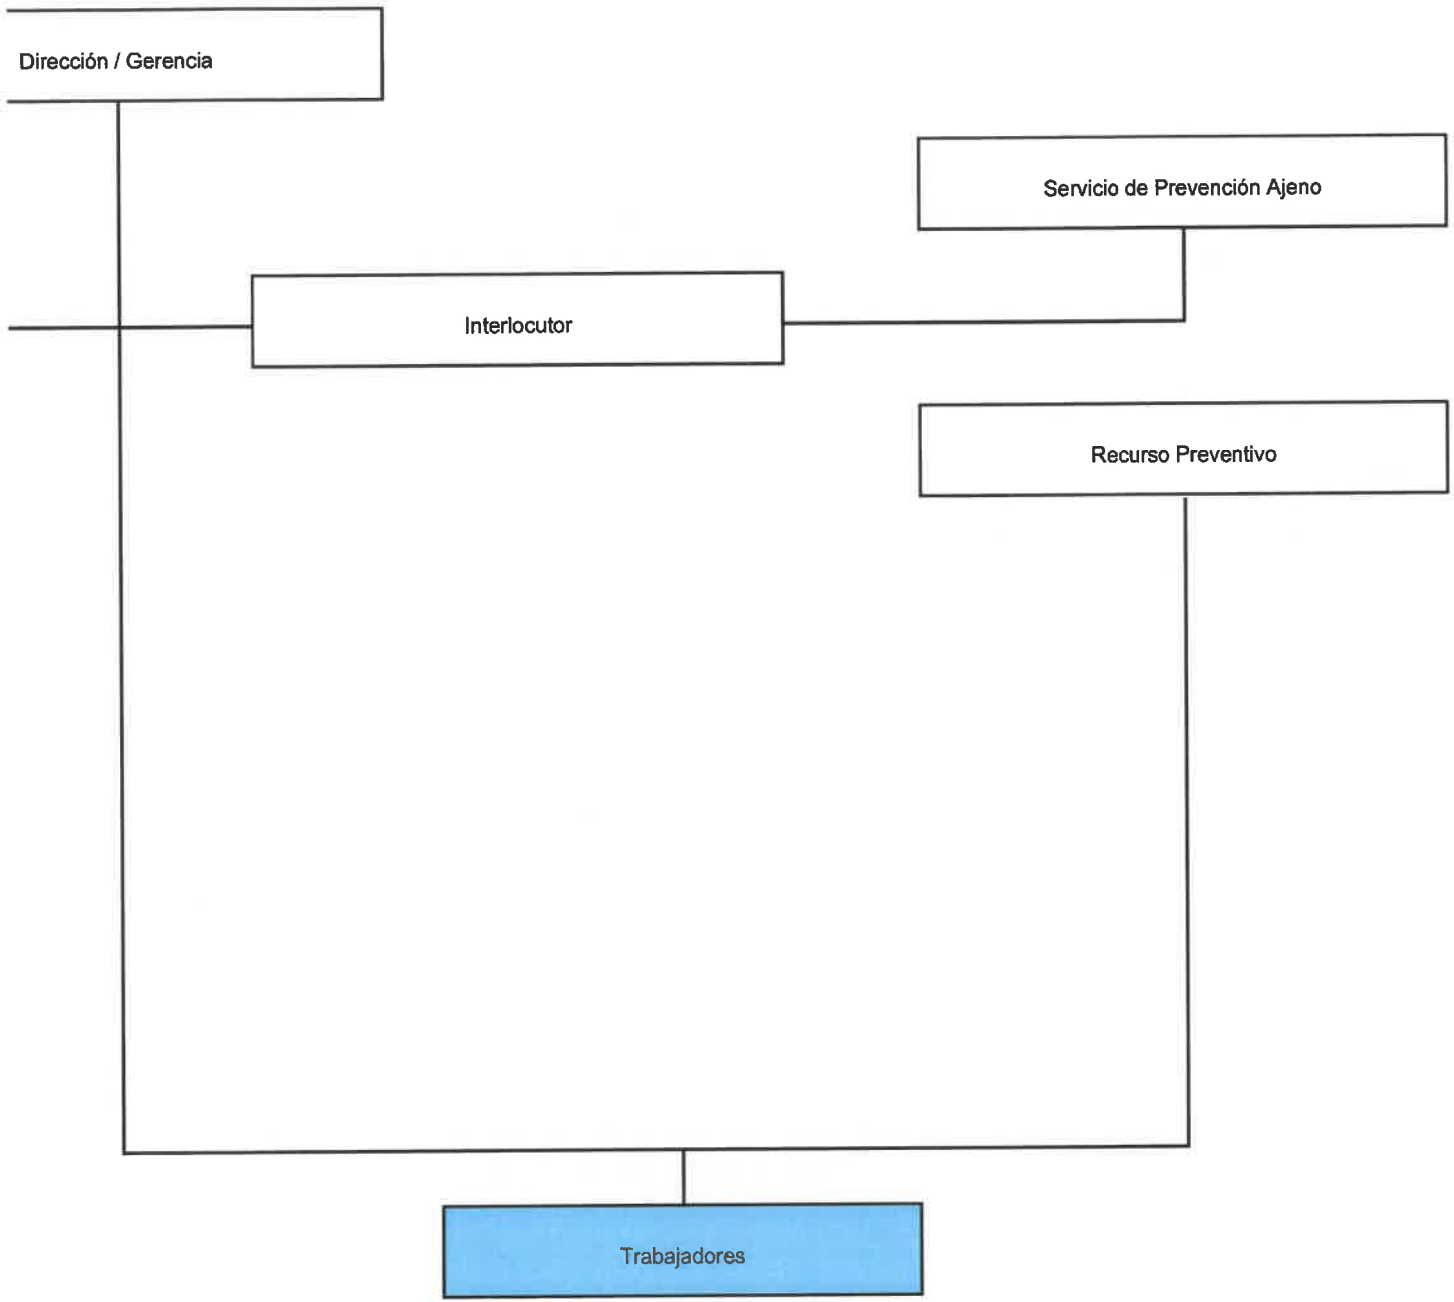 Dirección / Gerencia
Servicio de Prevención Ajeno
Interlocutor
Recurso Preventivo
Trabajadores